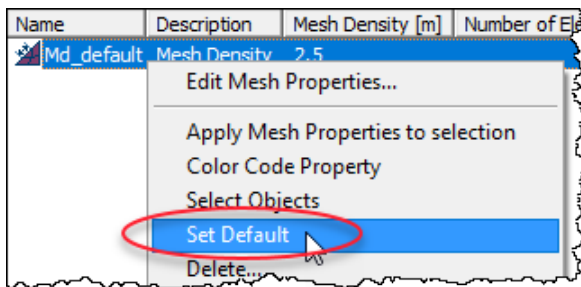 Name Description Mesh Density [m] Number of Ele
Md_default Mesh Density 2.5
Edit Mesh Properties...
Apply Mesh Properties to selection
Color Code Property
Select Objects
Set Default
Delete...